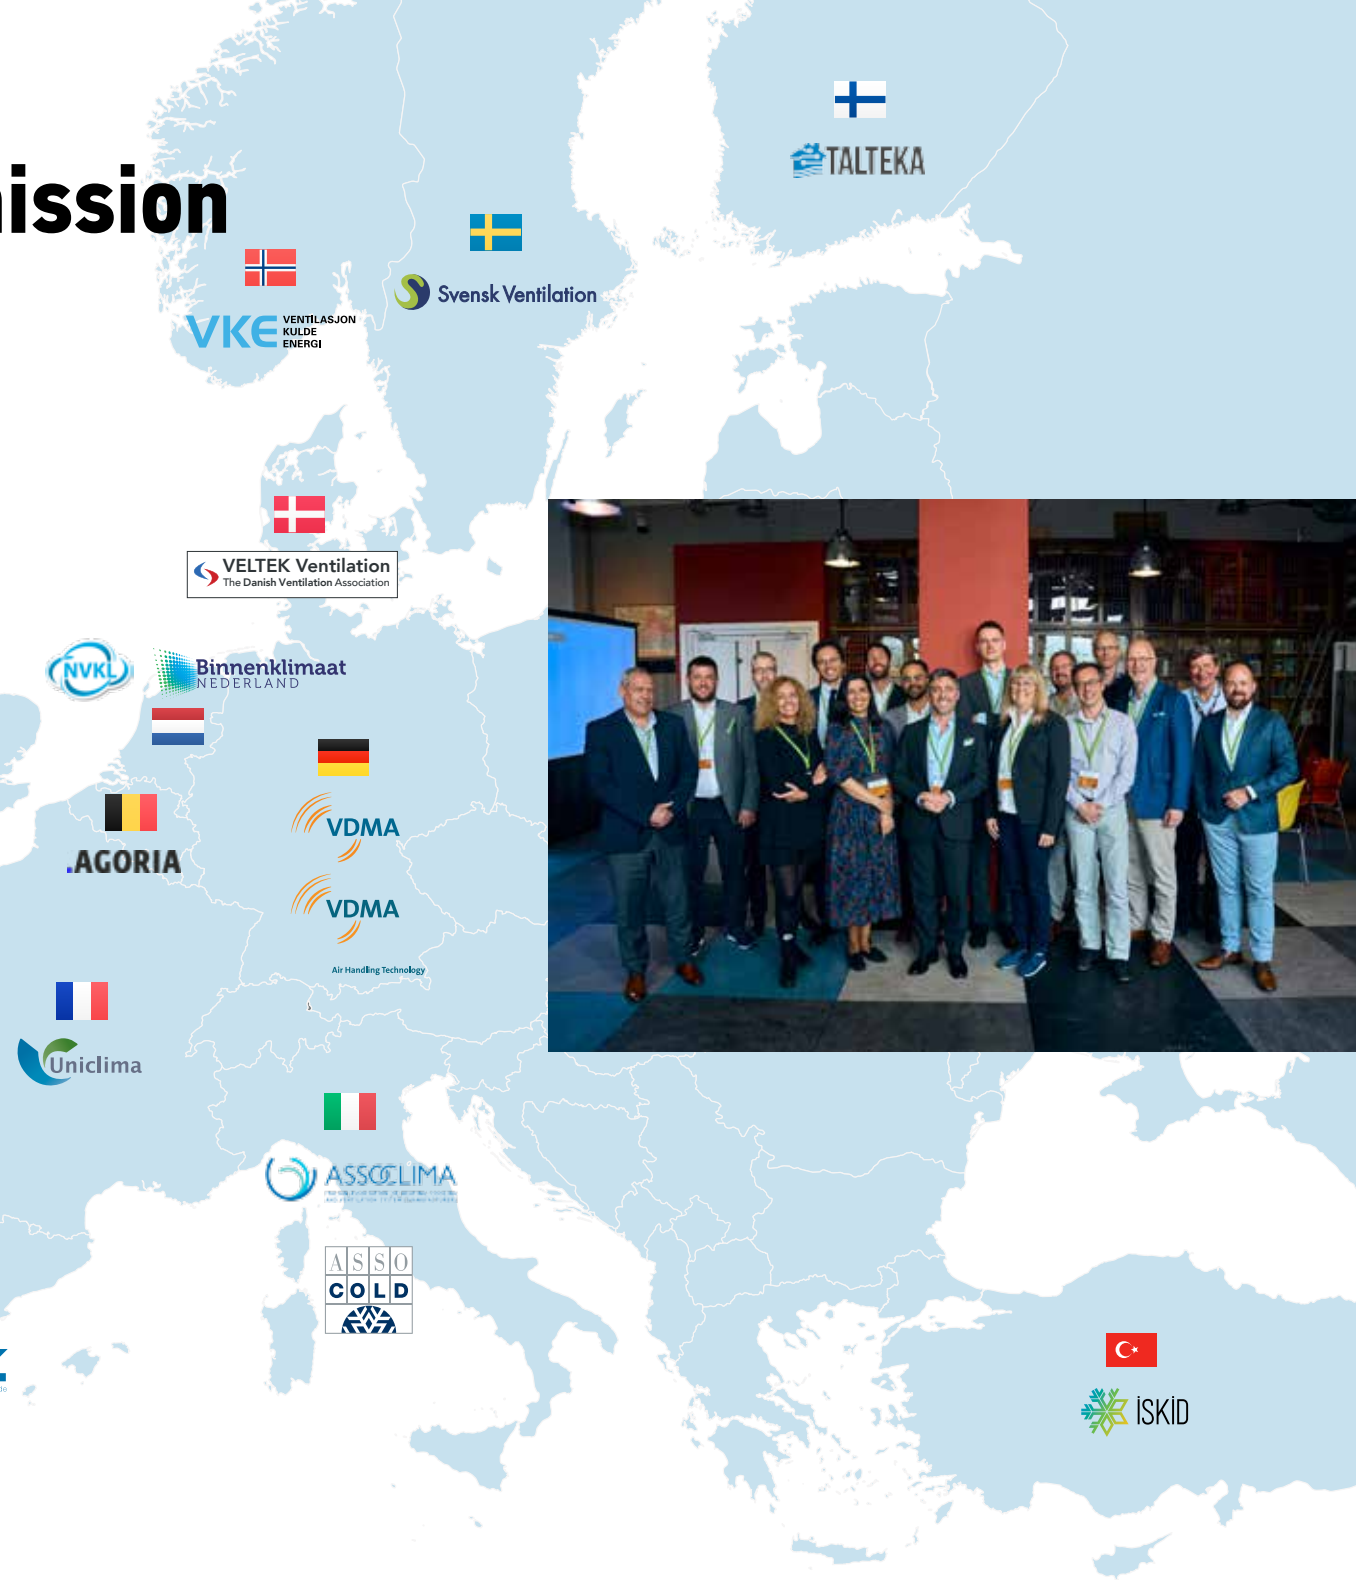 TALTEKA
ission
Svensk Ventilation
VKE VENTILASJON
KULDE
ENERGI
VELTEK Ventilation
The Danish Ventilation Association
NVKL
Binnenklimaat
NEDERLAND
VDMA
.AGORIA
VDMA
Air Handling Technology
Uniclima
ASSOCLIMA
ASSO
COLD
de
İSKİD